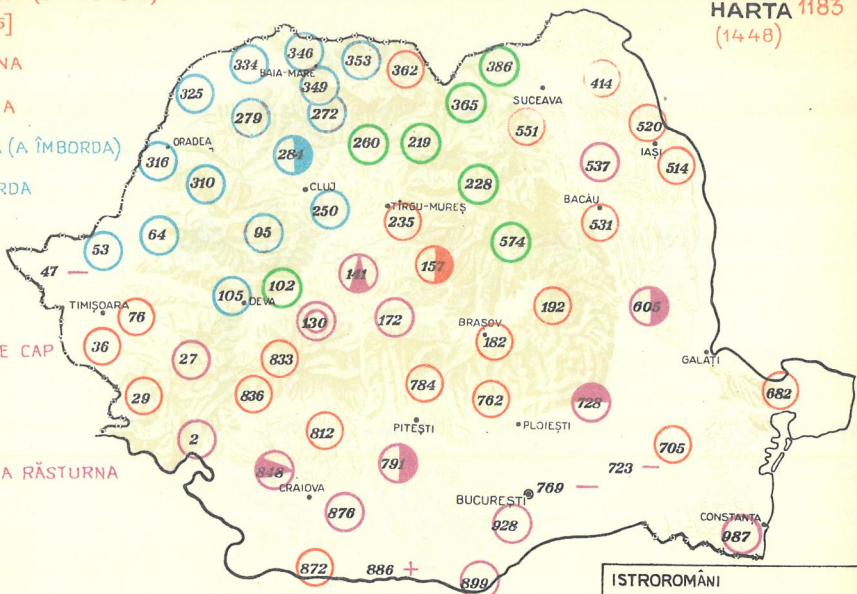 HARTA 1183
(1448)
NA
A
(A ÎMBORDA)
RDA
E CAP
A RĂSTURNA
346
334
353
386
BAIA-MARE
362
414
325
349
365
SUCEAVA
279
272
551
520
ORADEA
260
219
IAȘI
316
284
537
514
310
CLUJ
228
250
TÎRGU-MUREȘ
BACĂU
235
531
64
95
53
574
47 –
141
157
102
105
DEVA
TIMIȘOARA
76
130
172
192
605
BRAȘOV
182
36
27
833
GALAȚI
29
836
784
762
728
682
PITEȘTI
PLOIEȘTI
2
812
705
848
791
723 –
CRAIOVA
769 –
BUCUREȘTI
876
928
CONSTANȚA
987
872
886 +
899
ISTROROMÂNI